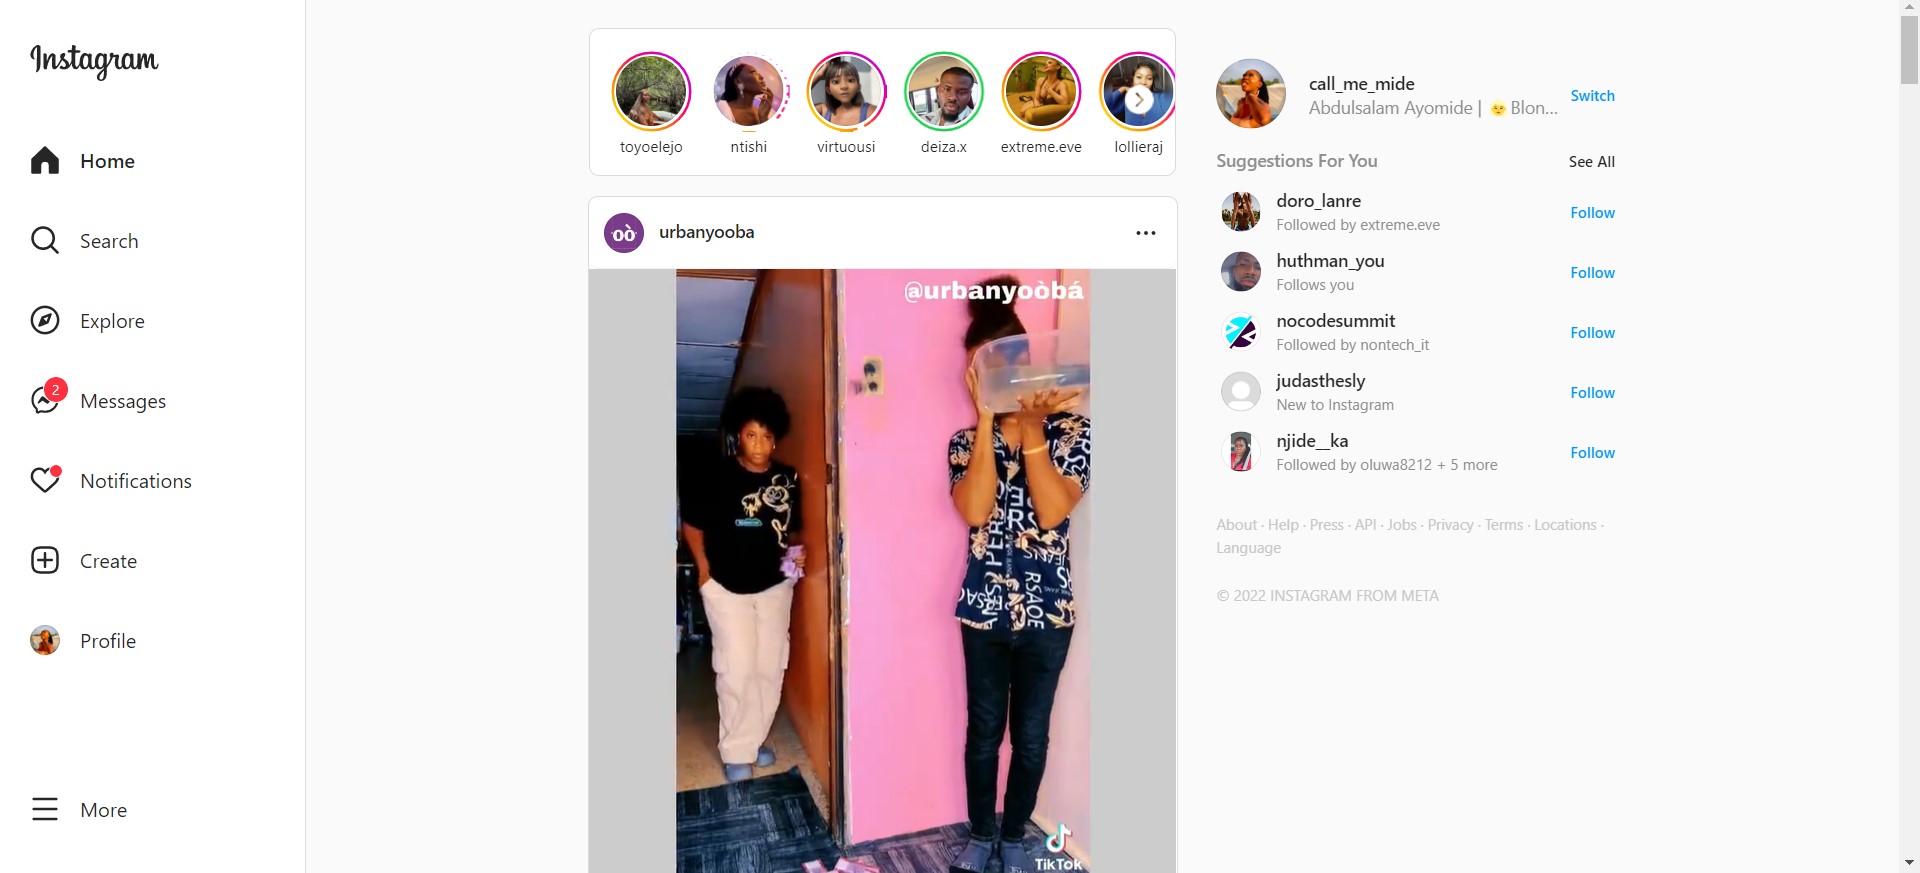 Instagram
Home
Search
Explore
2
Messages
Notifications
Create
Profile
More
toyoelejo
ntishi
virtuousi
deiza.x
extreme.eve
lollieraj
oò
urbanyooba
@urbanyoòbá
TikTok
call_me_mide
Abdulsalam Ayomide | 🌝Blon...
Switch
Suggestions For You
See All
doro_lanre
Followed by extreme.eve
Follow
huthman_you
Follows you
Follow
nocodesummit
Followed by nontech_it
Follow
judasthesly
New to Instagram
Follow
njide__ka
Followed by oluwa8212 + 5 more
Follow
About · Help · Press · API · Jobs · Privacy · Terms · Locations ·
Language
© 2022 INSTAGRAM FROM META